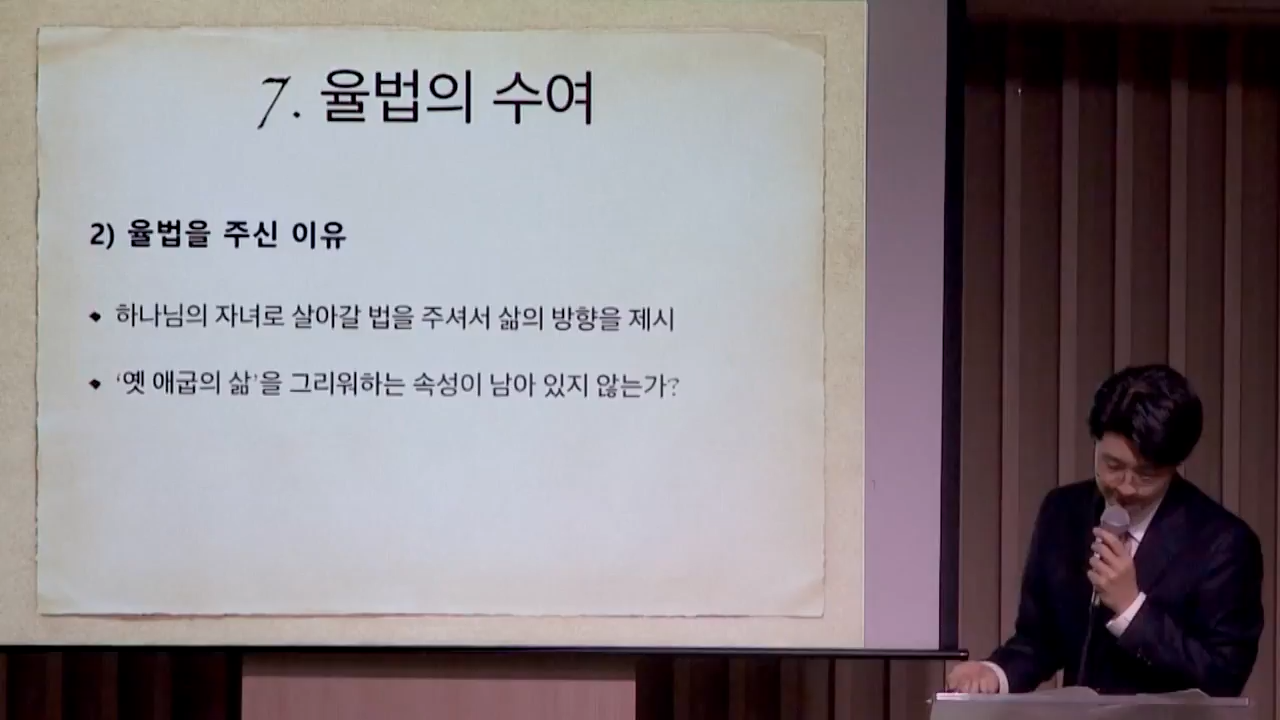 7. 율법의 수여
2) 율법을 주신 이유
◆ 하나님의 자녀로 살아갈 법을 주셔서 삶의 방향을 제시
◆ ‘옛 애굽의 삶’을 그리워하는 속성이 남아 있지 않는가?